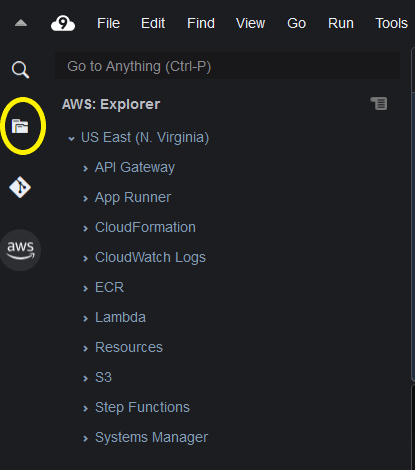 9 File Edit Find View Go Run Tools
Go to Anything (Ctrl-P)
AWS: Explorer
US East (N. Virginia)
API Gateway
App Runner
CloudFormation
CloudWatch Logs
ECR
aws
Lambda
Resources
S3
Step Functions
Systems Manager